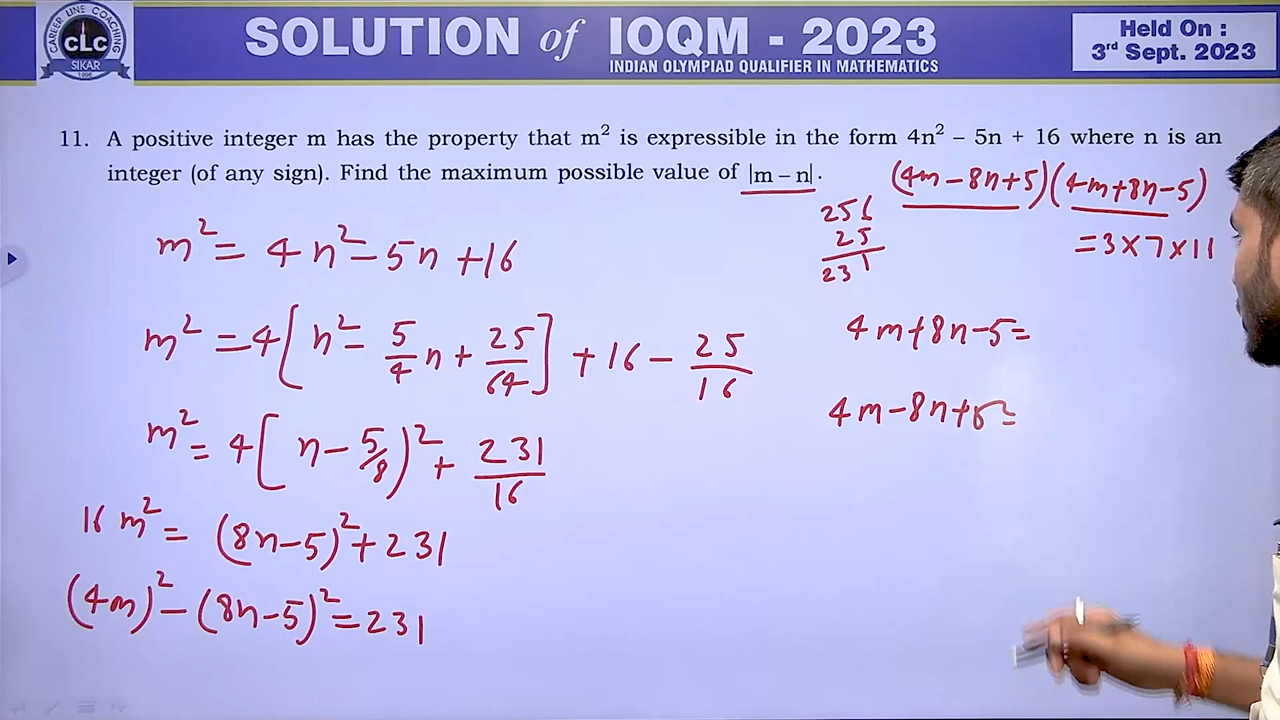 CAREER LINE COACHING
CLC
SIKAR
1996
SOLUTION of IOQM - 2023
INDIAN OLYMPIAD QUALIFIER IN MATHEMATICS
Held On :
3rd Sept. 2023
11. A positive integer m has the property that m² is expressible in the form 4n² – 5n + 16 where n is an
integer (of any sign). Find the maximum possible value of |m – n|.
(4m-8n+5)(4m+8n-5)
=3×7×11
256
25
231
m² = 4n²-5n+16
m² =4[n²- 5/4 n + 25/64] +16- 25/16
m² = 4[n- 5/8)² + 231/16
16 m² = (8n-5)²+231
(4m)²-(8n-5)²=231
4m+8n-5=
4m-8n+5=